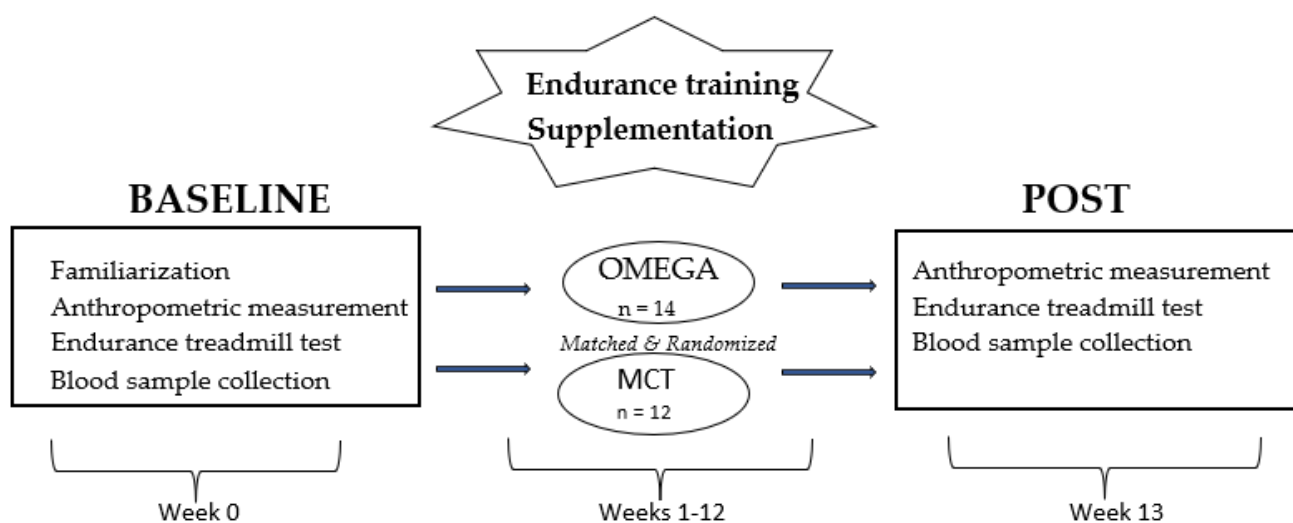 Endurance training
Supplementation
BASELINE
Familiarization
Anthropometric measurement
Endurance treadmill test
Blood sample collection
OMEGA
n = 14
Matched & Randomized
MCT
n = 12
POST
Anthropometric measurement
Endurance treadmill test
Blood sample collection
Week 0
Weeks 1-12
Week 13